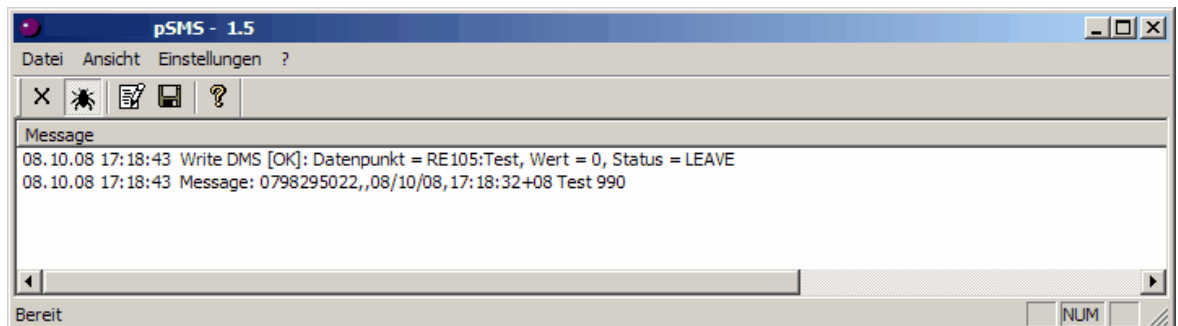 pSMS - 1.5
Datei Ansicht Einstellungen ?
Message
08.10.08 17:18:43 Write DMS [OK]: Datenpunkt = RE105:Test, Wert = 0, Status = LEAVE
08.10.08 17:18:43 Message: 0798295022,,08/10/08,17:18:32+08 Test 990
Bereit NUM